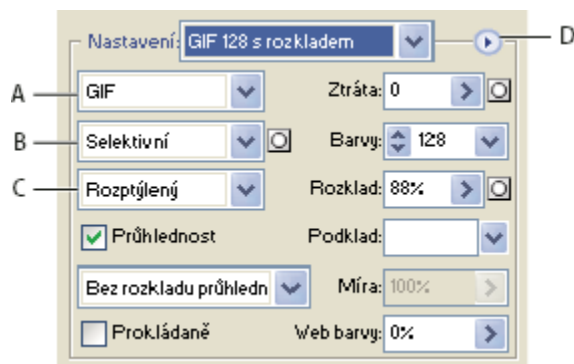 Nastavení: GIF 128 s rozkladem
D
A
GIF
Ztráta: 0
B
Selektivní
Barvy: 128
C
Rozptýlený
Rozklad: 88%
Průhlednost
Podklad:
Bez rozkladu průhledn
Míra: 100%
Prokládaně
Web barvy: 0%